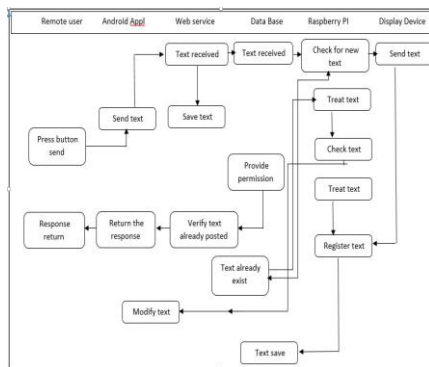 Remote user Android Appl Web service Data Base Raspberry PI Display Device
Text received
Text received
Check for new
text
Send text
Send text
Save text
Treat text
Press button
send
Check text
Provide
permission
Treat text
Response
return
Return the
response
Verify text
already posted
Register text
Text already
exist
Modify text
Text save